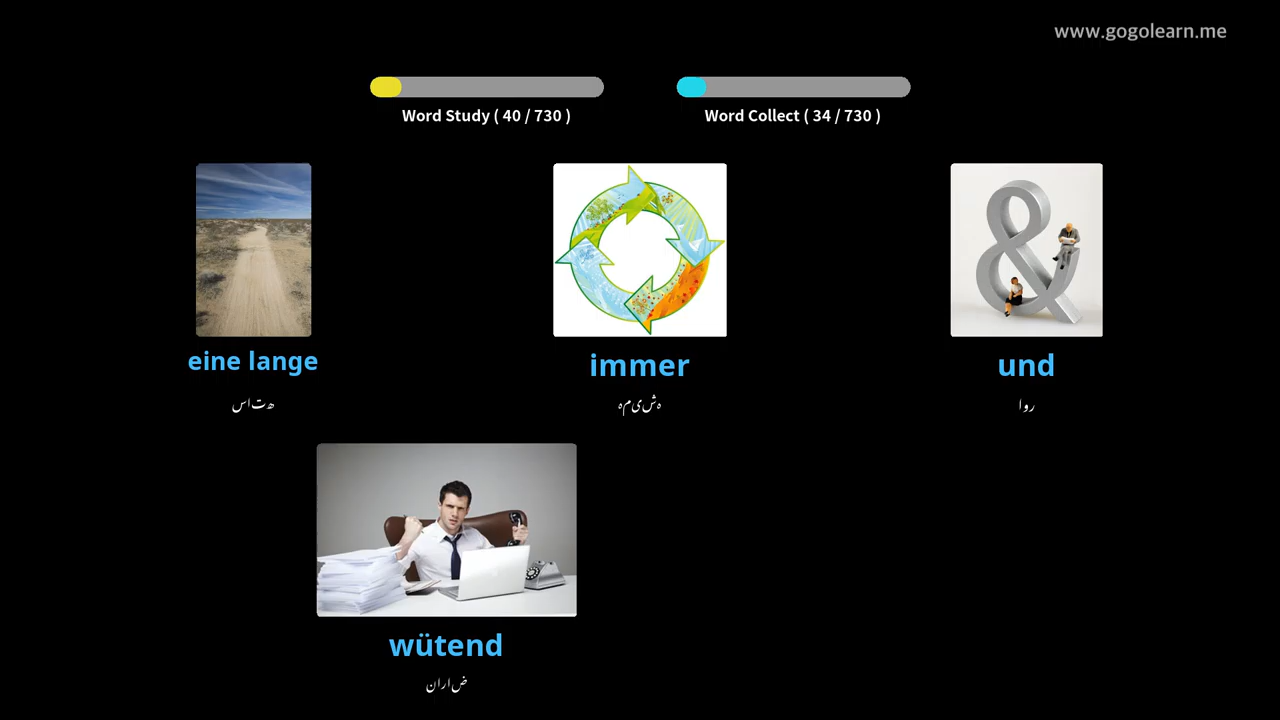 www.gogolearn.me
Word Study ( 40 / 730 )
Word Collect ( 34 / 730 )
eine lange
ھتاس
immer
ہشیمہ
und
روا
wütend
ضاران